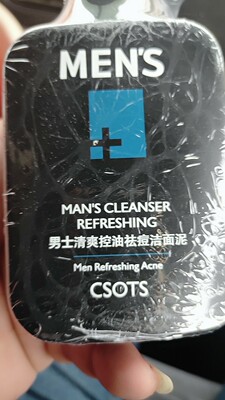 MEN'S
MAN'S CLEANSER
REFRESHING
男士清爽控油祛痘洁面泥
Men Refreshing Acne
CSOTS